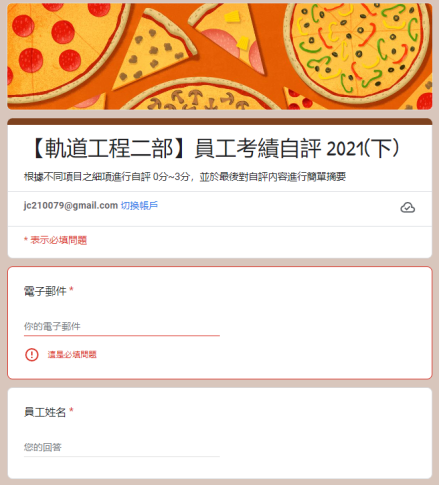 【軌道工程二部】員工考績自評 2021(下)
根據不同項目之細項進行自評 0分~3分，並於最後對自評內容進行簡單摘要
jc210079@gmail.com 切換帳戶
* 表示必填問題
電子郵件 *
你的電子郵件
這是必填問題
員工姓名 *
您的回答